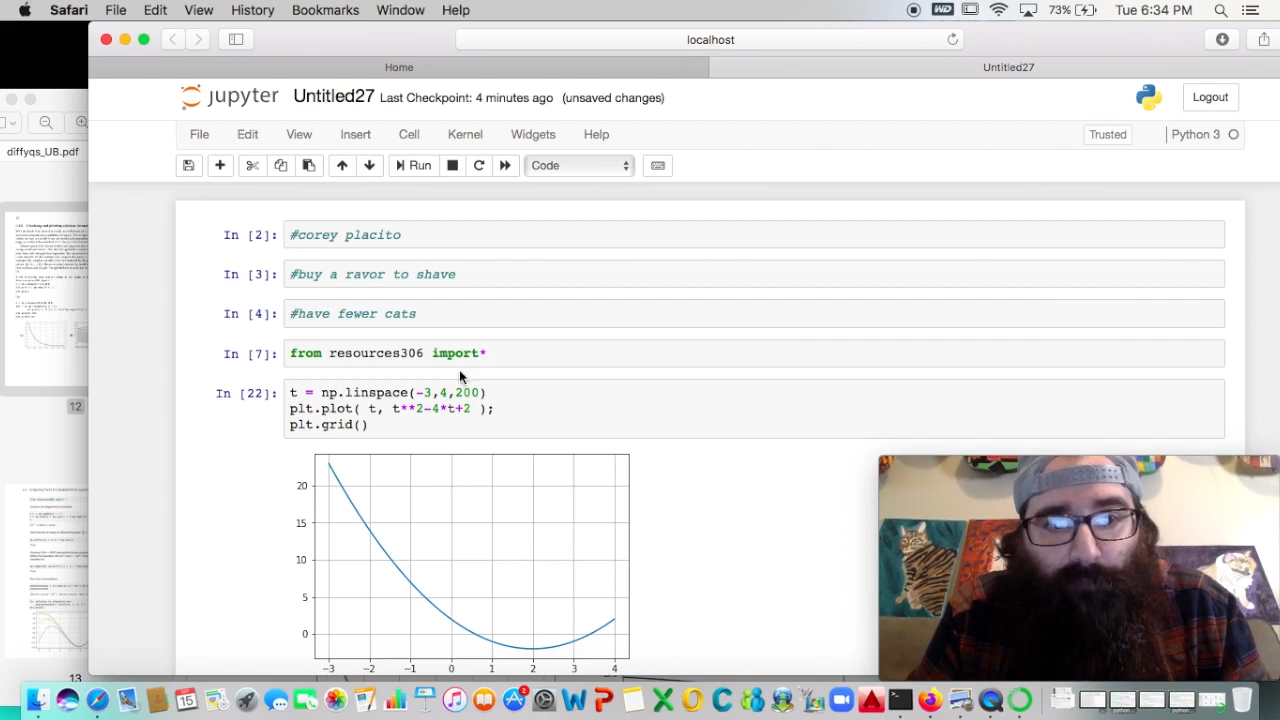 Safari File Edit View History Bookmarks Window Help WD 73% Tue 6:34 PM
localhost
Home Untitled27
jupyter Untitled27 Last Checkpoint: 4 minutes ago (unsaved changes) Logout
File Edit View Insert Cell Kernel Widgets Help Trusted Python 3
Run Code
diffyqs_UB.pdf
In [2]: #covey placito
In [3]: #buy a ravor to shave
In [4]: #have fewer cats
In [7]: from resources306 import*
In [22]: t = np.linspace(-3,4,200)
plt.plot( t, t**2-4*t+2 );
plt.grid()
12
20
5
0
-3 -2 -1 0 1 2 3 4
13
15
2